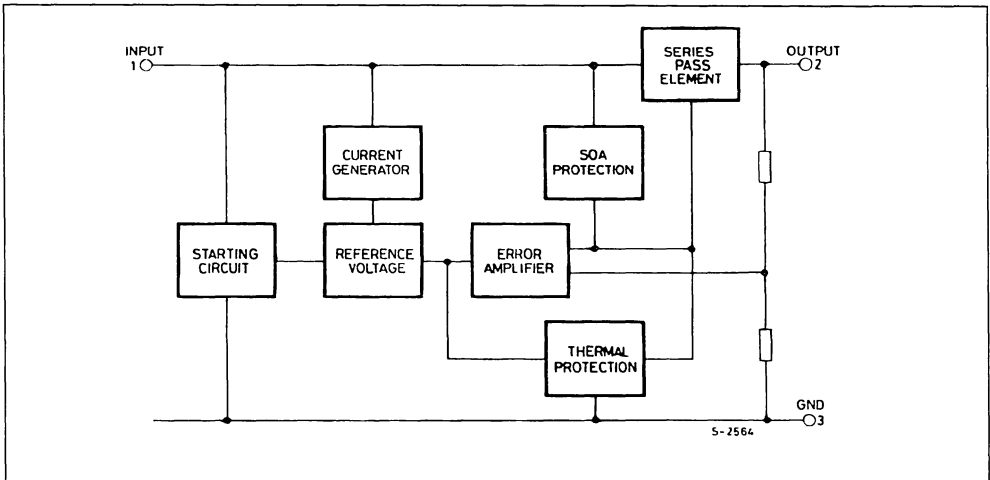 INPUT
1
SERIES
PASS
ELEMENT
OUTPUT
2
CURRENT
GENERATOR
SOA
PROTECTION
STARTING
CIRCUIT
REFERENCE
VOLTAGE
ERROR
AMPLIFIER
THERMAL
PROTECTION
GND
3
S-2564